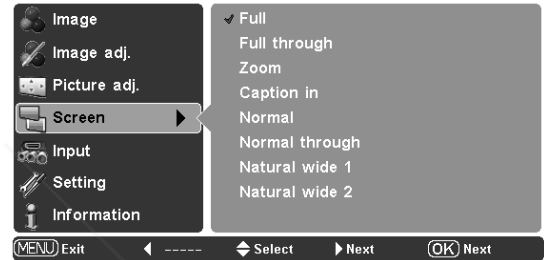 Image
Image adj.
Picture adj.
Screen
Input
Setting
Information
Full
Full through
Zoom
Caption in
Normal
Normal through
Natural wide 1
Natural wide 2
MENU Exit ----- Select Next OK Next